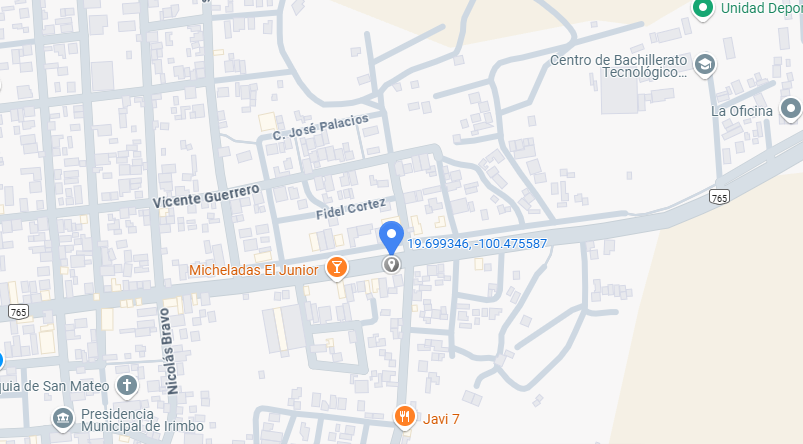 Unidad Depor
Centro de Bachillerato
Tecnológico...
La Oficina
C. José Palacios
Vicente Guerrero
Fidel Cortez
765
19.699346, -100.475587
Micheladas El Junior
765
Nicolás Bravo
quia de San Mateo
Presidencia
Municipal de Irimbo
Javi 7